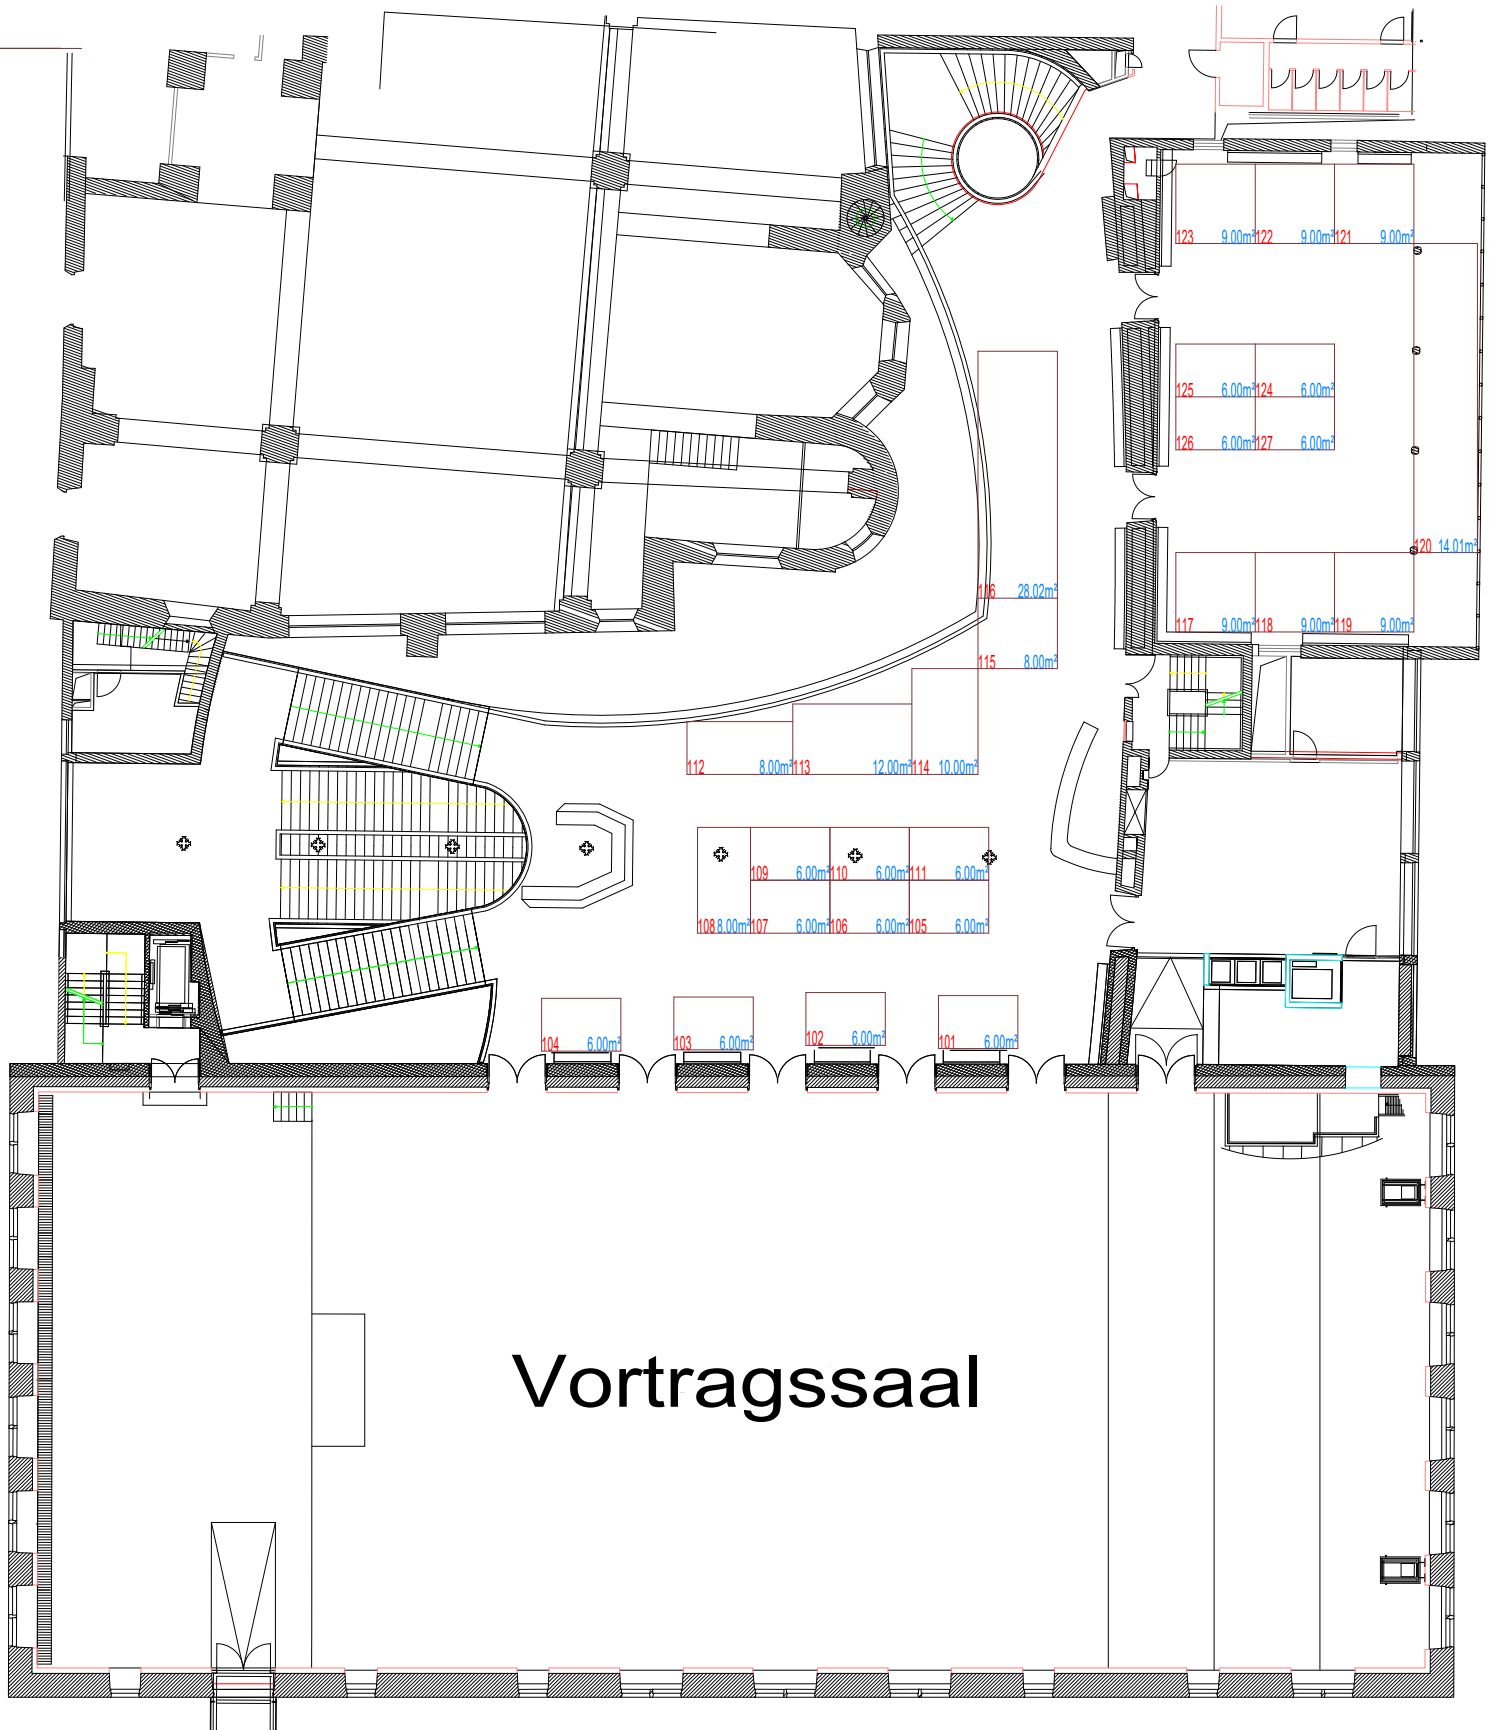 123 9.00m² 122 9.00m² 121 9.00m²
125 6.00m² 124 6.00m²
126 6.00m² 127 6.00m²
120 14.01m²
116 28.02m²
117 9.00m² 118 9.00m² 119 9.00m²
115 8.00m²
112 8.00m² 113 12.00m² 114 10.00m²
109 6.00m² 110 6.00m² 111 6.00m²
108 8.00m² 107 6.00m² 106 6.00m² 105 6.00m²
104 6.00m² 103 6.00m² 102 6.00m² 101 6.00m²
Vortragssaal